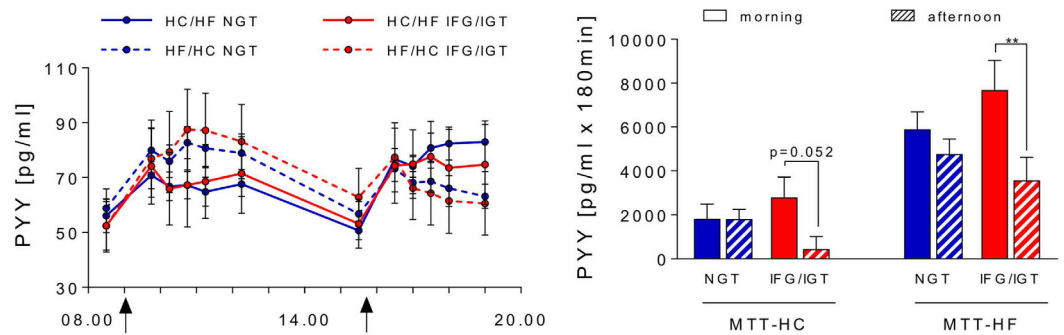 HC/HF NGT
HC/HF IFG/IGT
HF/HC NGT
HF/HC IFG/IGT
PYY [pg/ml]
110
90
70
50
30
08.00
14.00
20.00
morning
afternoon
PYY [pg/ml x 180min]
10000
8000
6000
4000
2000
0
p=0.052
**
NGT
IFG/IGT
NGT
IFG/IGT
MTT-HC
MTT-HF